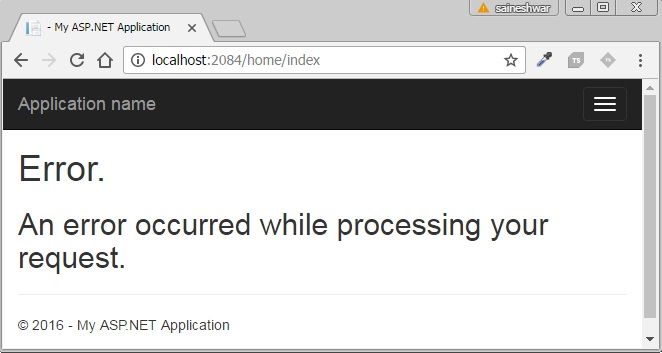 saineshwar
- My ASP.NET Application
localhost:2084/home/index
TS
Application name
Error.
An error occurred while processing your
request.
© 2016 - My ASP.NET Application